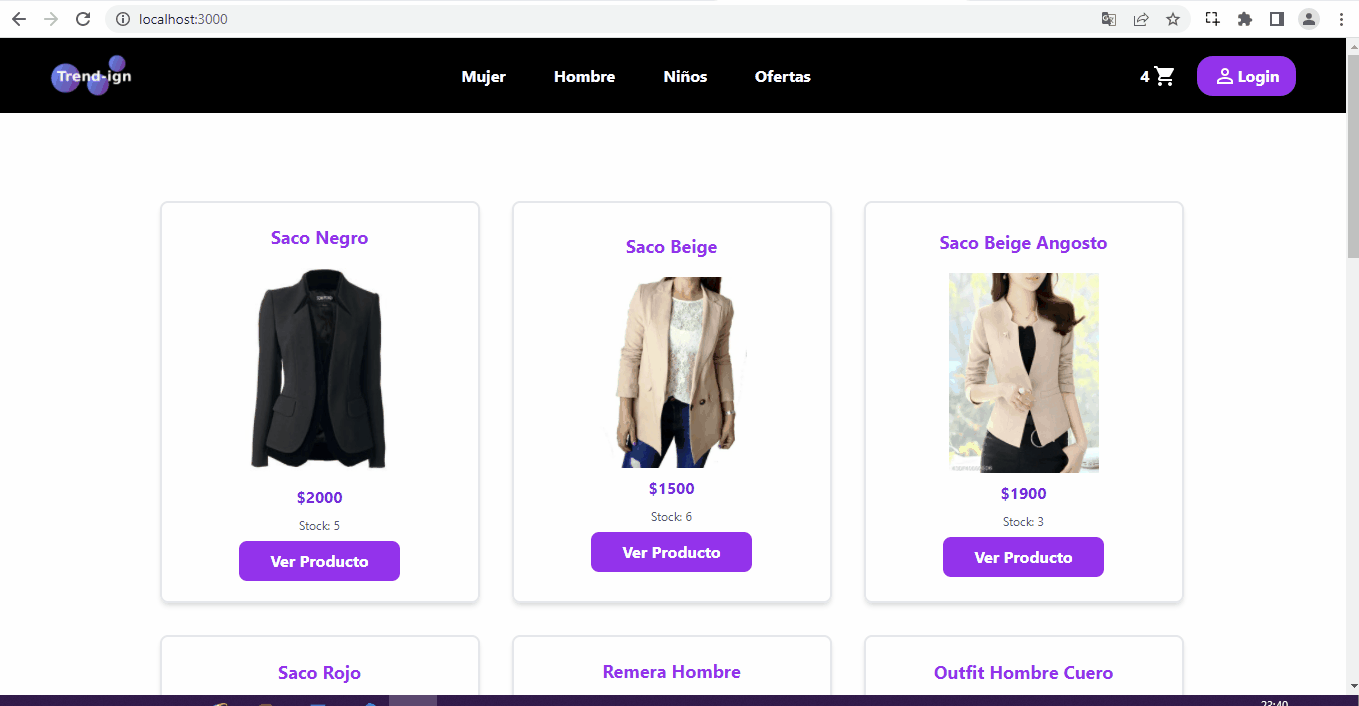 localhost:3000
Trend-ign
Mujer
Hombre
Niños
Ofertas
4
Login
Saco Negro
Saco Beige
Saco Beige Angosto
$2000
$1500
$1900
Stock: 5
Stock: 6
Stock: 3
Ver Producto
Ver Producto
Ver Producto
Saco Rojo
Remera Hombre
Outfit Hombre Cuero
22:40